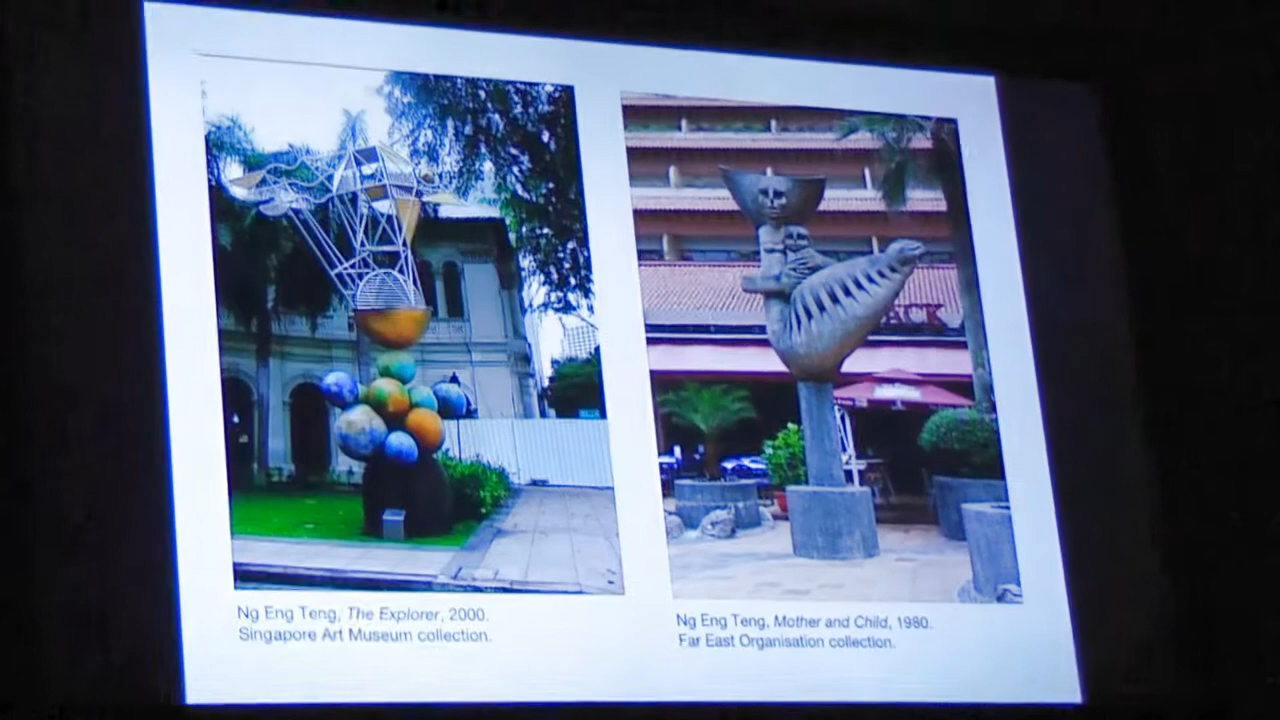 Ng Eng Teng, The Explorer, 2000.
Singapore Art Museum collection.
Ng Eng Teng, Mother and Child, 1980.
Far East Organisation collection.